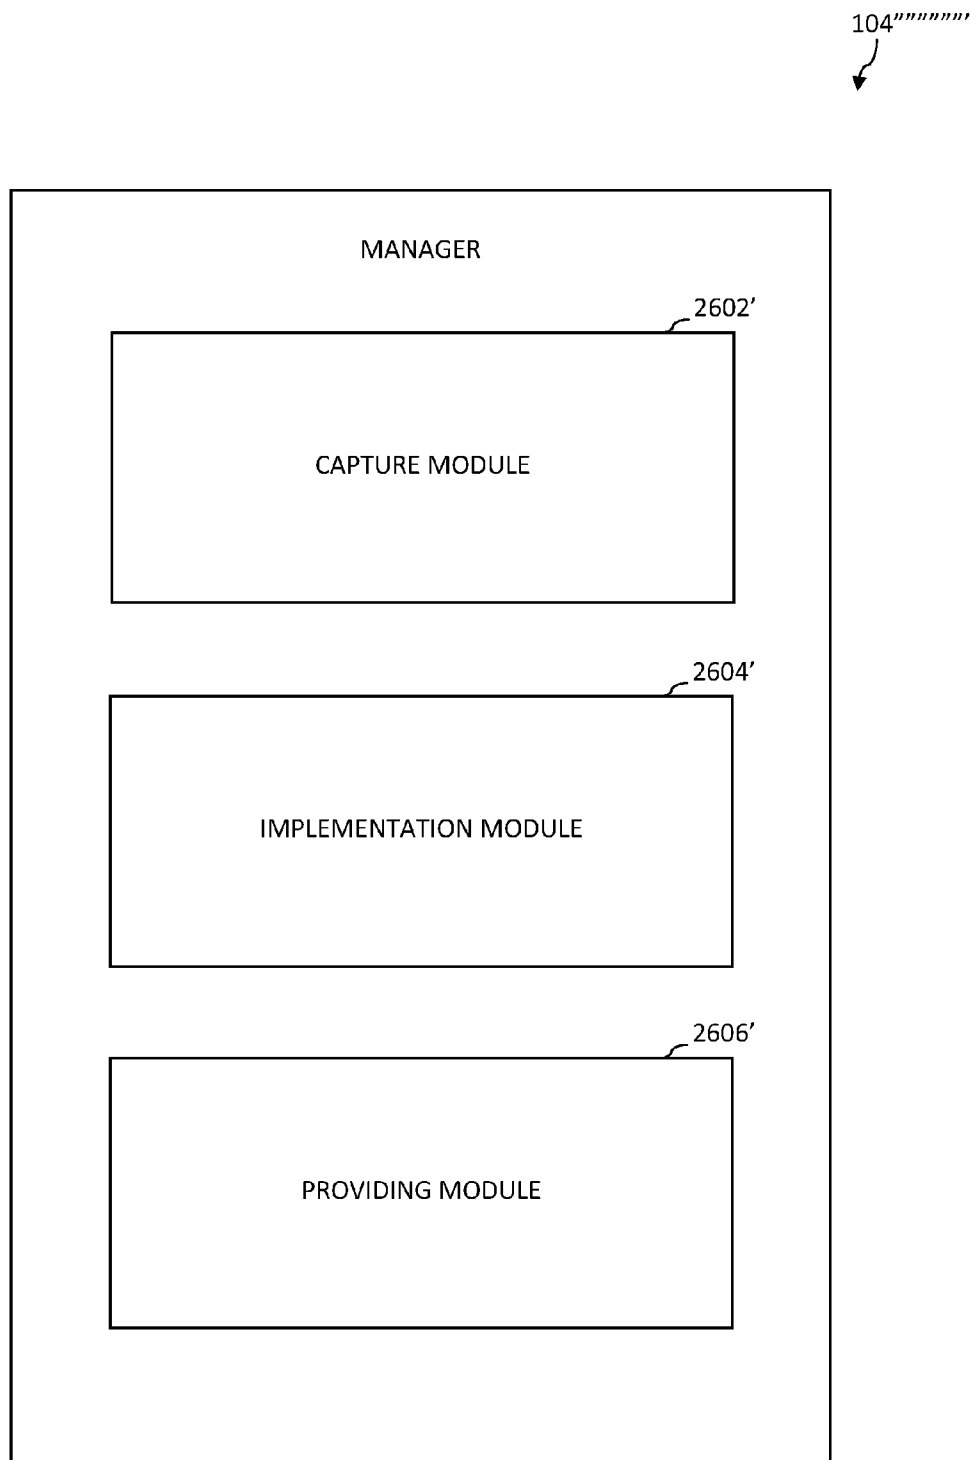 104’’’’’’’’’’’’’
MANAGER
2602’
CAPTURE MODULE
2604’
IMPLEMENTATION MODULE
2606’
PROVIDING MODULE